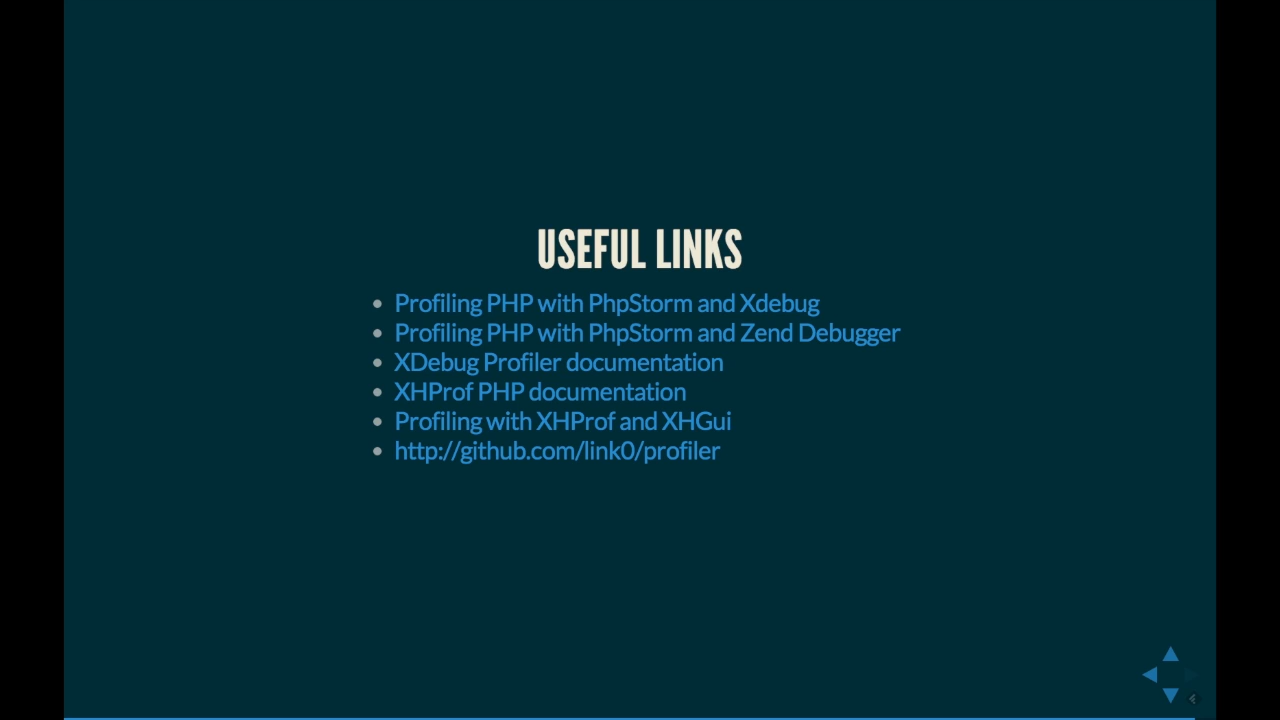 USEFUL LINKS
Profiling PHP with PhpStorm and Xdebug
Profiling PHP with PhpStorm and Zend Debugger
XDebug Profiler documentation
XHProf PHP documentation
Profiling with XHProf and XHGui
http://github.com/link0/profiler